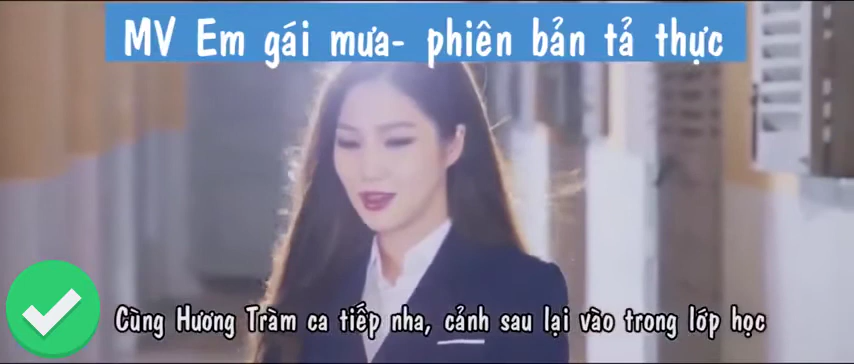 MV Em gái mưa- phiên bản tả thực
Cùng Hương Tràm ca tiếp nha, cảnh sau lại vào trong lớp học